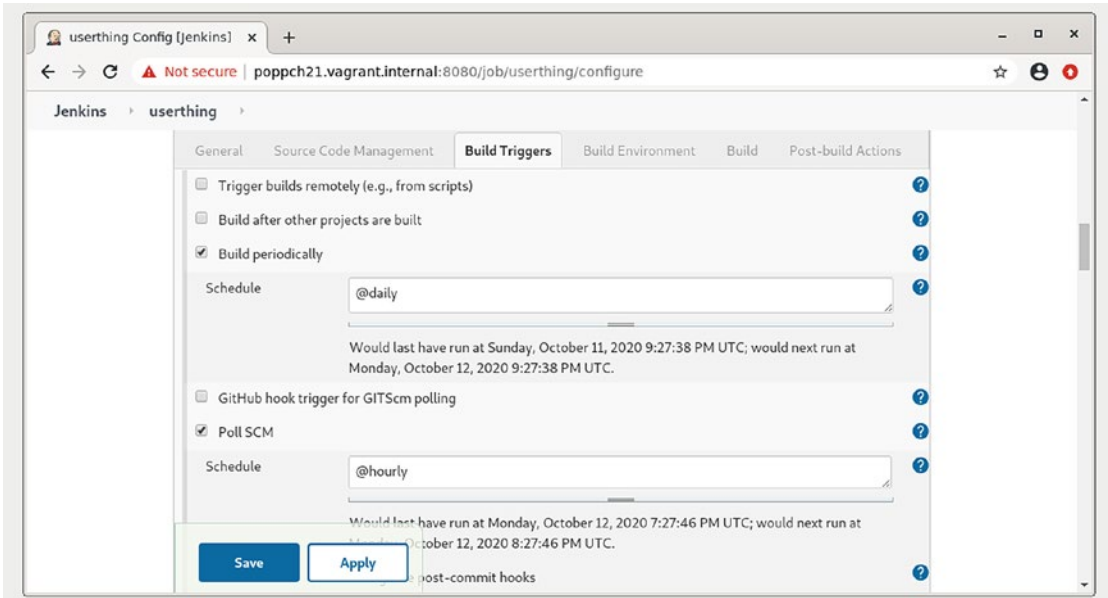 userthing Config [Jenkins]
Not secure | poppch21.vagrant.internal:8080/job/userthing/configure
Jenkins userthing
General Source Code Management Build Triggers Build Environment Build Post-build Actions
Trigger builds remotely (e.g., from scripts)
Build after other projects are built
Build periodically
Schedule @daily
Would last have run at Sunday, October 11, 2020 9:27:38 PM UTC; would next run at
Monday, October 12, 2020 9:27:38 PM UTC.
GitHub hook trigger for GITScm polling
Poll SCM
Schedule @hourly
Would last have run at Monday, October 12, 2020 7:27:46 PM UTC; would next run at
Monday, October 12, 2020 8:27:46 PM UTC.
Save Apply post-commit hooks